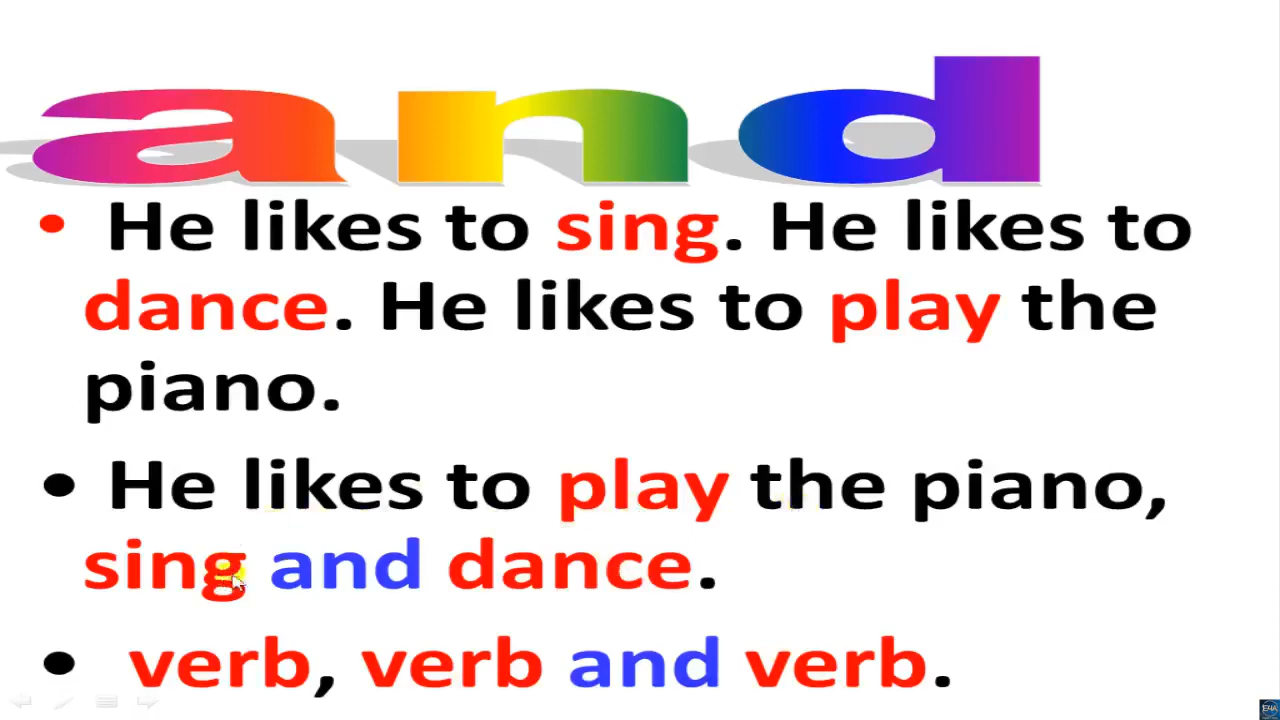 and
• He likes to sing. He likes to
dance. He likes to play the
piano.
• He likes to play the piano,
sing and dance.
• verb, verb and verb.